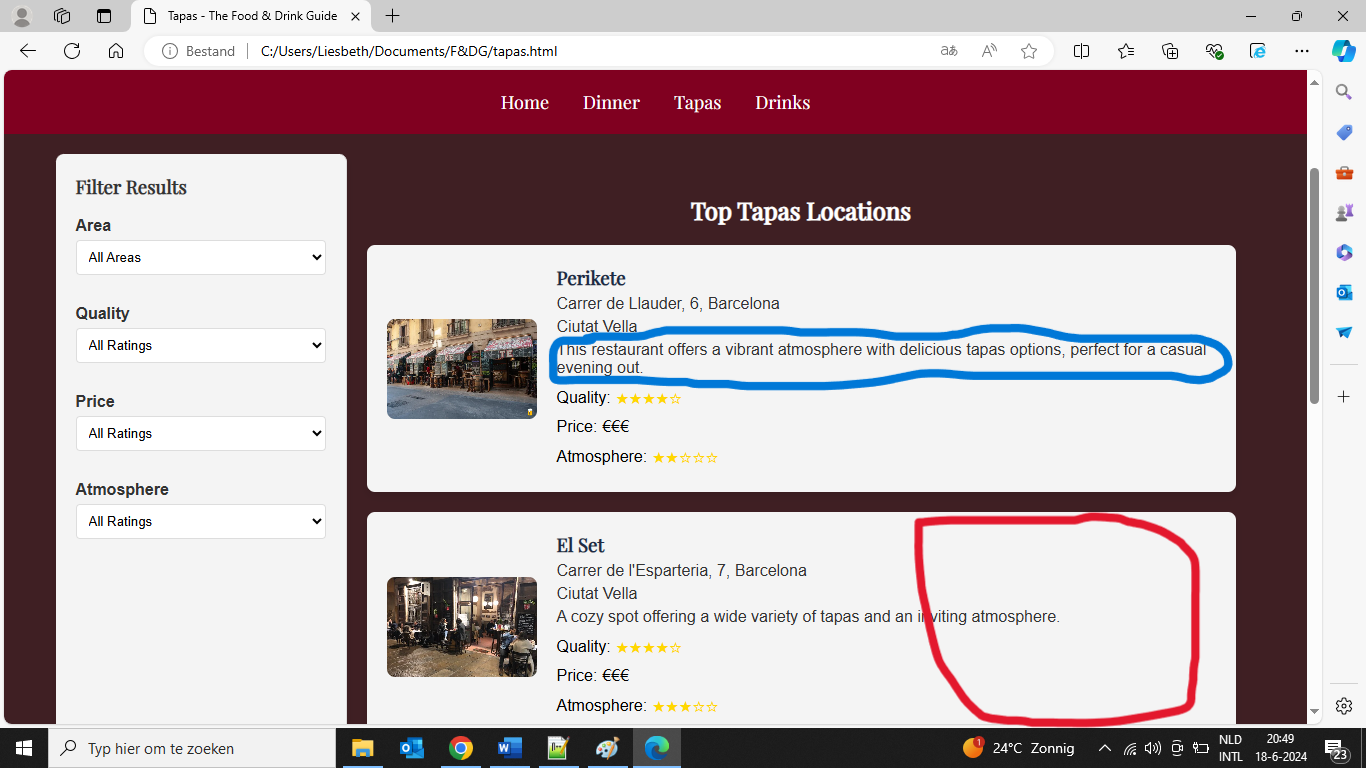 Tapas - The Food & Drink Guide
Bestand
C:/Users/Liesbeth/Documents/F&DG/tapas.html
aあ
Home Dinner Tapas Drinks
Filter Results
Area
All Areas
Quality
All Ratings
Price
All Ratings
Atmosphere
All Ratings
Top Tapas Locations
Perikete
Carrer de Llauder, 6, Barcelona
Ciutat Vella
This restaurant offers a vibrant atmosphere with delicious tapas options, perfect for a casual
evening out.
Quality: ★★★★☆
Price: €€€
Atmosphere: ★★☆☆☆
El Set
Carrer de l'Esparteria, 7, Barcelona
Ciutat Vella
A cozy spot offering a wide variety of tapas and an inviting atmosphere.
Quality: ★★★★☆
Price: €€€
Atmosphere: ★★★☆☆
Typ hier om te zoeken
1
24°C Zonnig
NLD
INTL
20:49
18-6-2024
23